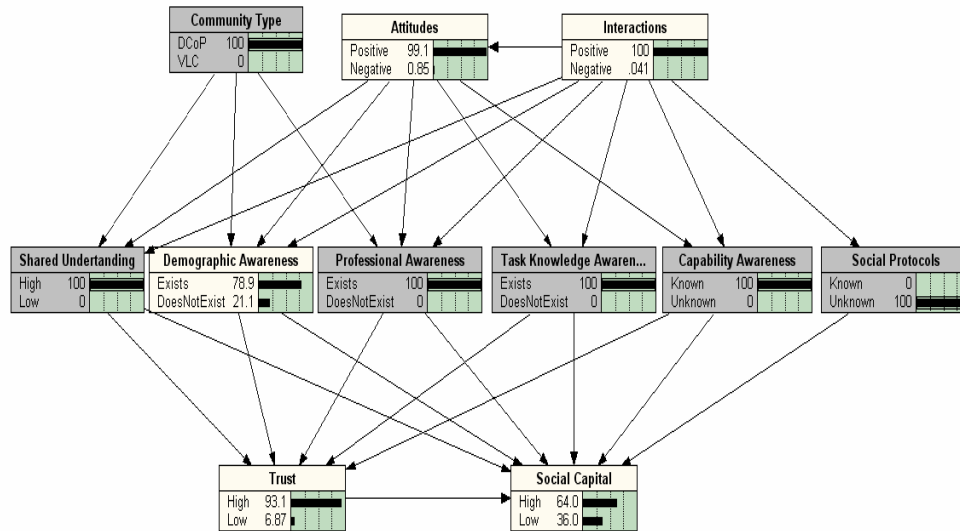 Community Type
DCoP 100
VLC 0
Attitudes
Positive 99.1
Negative 0.85
Interactions
Positive 100
Negative .041
Shared Undertanding
High 100
Low 0
Demographic Awareness
Exists 78.9
DoesNotExist 21.1
Professional Awareness
Exists 100
DoesNotExist 0
Task Knowledge Awaren...
Exists 100
DoesNotExist 0
Capability Awareness
Known 100
Unknown 0
Social Protocols
Known 0
Unknown 100
Trust
High 93.1
Low 6.87
Social Capital
High 64.0
Low 36.0